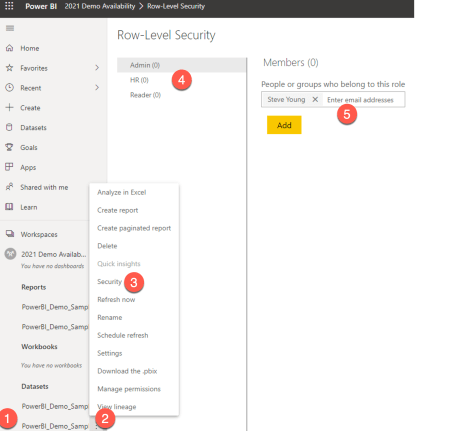 Power BI 2021 Demo Availability > Row-Level Security
Home
Favorites
Recent
Create
Datasets
Goals
Apps
Shared with me
Learn
Workspaces
2021 Demo Availab...
You have no dashboards
Reports
PowerBI_Demo_Samp
PowerBI_Demo_Samp
Workbooks
You have no workbooks
Datasets
PowerBI_Demo_Samp
PowerBI_Demo_Samp
1
2
Analyze in Excel
Create report
Create paginated report
Delete
Quick insights
Security
3
Refresh now
Rename
Schedule refresh
Settings
Download the .pbix
Manage permissions
View lineage
Row-Level Security
Admin (0)
HR (0)
Reader (0)
4
Members (0)
People or groups who belong to this role
Steve Young X Enter email addresses
5
Add